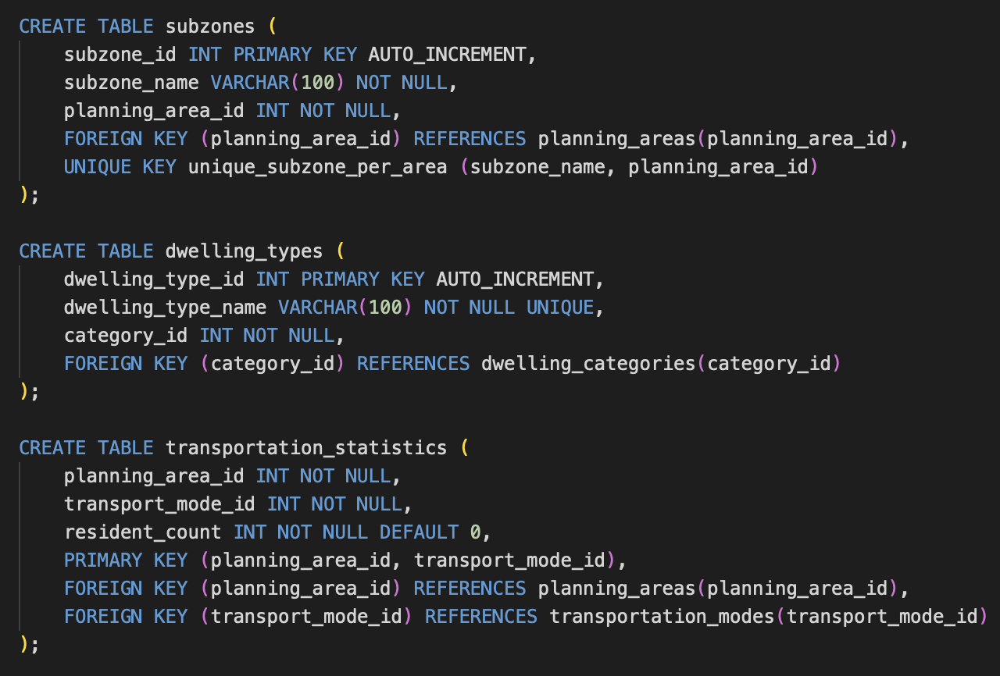 CREATE TABLE subzones (
    subzone_id INT PRIMARY KEY AUTO_INCREMENT,
    subzone_name VARCHAR(100) NOT NULL,
    planning_area_id INT NOT NULL,
    FOREIGN KEY (planning_area_id) REFERENCES planning_areas(planning_area_id),
    UNIQUE KEY unique_subzone_per_area (subzone_name, planning_area_id)
);

CREATE TABLE dwelling_types (
    dwelling_type_id INT PRIMARY KEY AUTO_INCREMENT,
    dwelling_type_name VARCHAR(100) NOT NULL UNIQUE,
    category_id INT NOT NULL,
    FOREIGN KEY (category_id) REFERENCES dwelling_categories(category_id)
);

CREATE TABLE transportation_statistics (
    planning_area_id INT NOT NULL,
    transport_mode_id INT NOT NULL,
    resident_count INT NOT NULL DEFAULT 0,
    PRIMARY KEY (planning_area_id, transport_mode_id),
    FOREIGN KEY (planning_area_id) REFERENCES planning_areas(planning_area_id),
    FOREIGN KEY (transport_mode_id) REFERENCES transportation_modes(transport_mode_id)
);